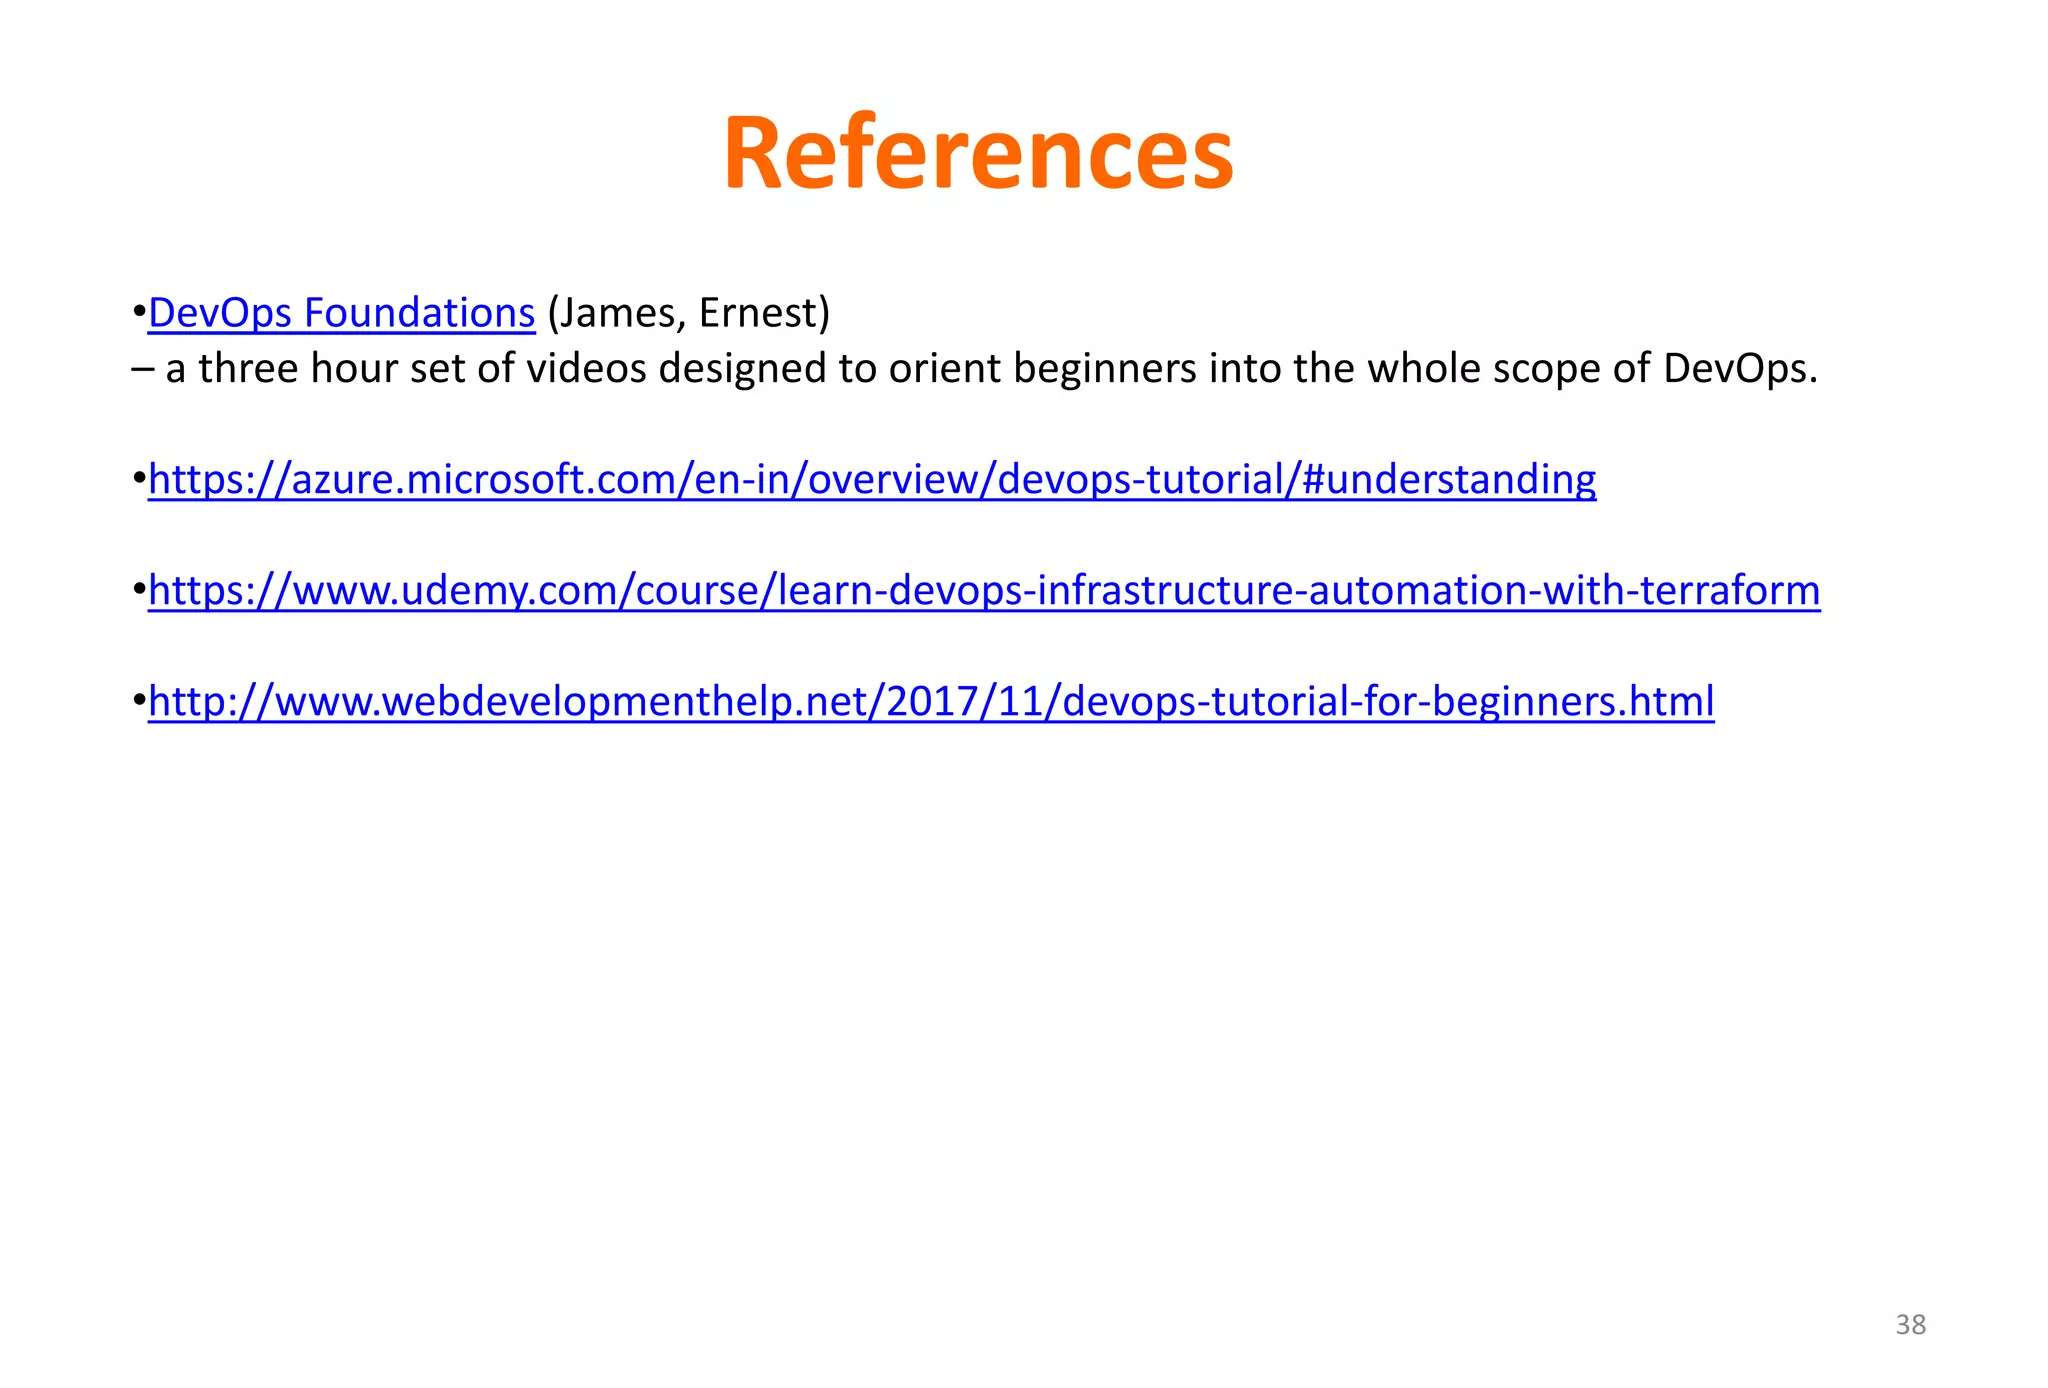 References
•DevOps Foundations (James, Ernest)
– a three hour set of videos designed to orient beginners into the whole scope of DevOps.
•https://azure.microsoft.com/en-in/overview/devops-tutorial/#understanding
•https://www.udemy.com/course/learn-devops-infrastructure-automation-with-terraform
•http://www.webdevelopmenthelp.net/2017/11/devops-tutorial-for-beginners.html
38